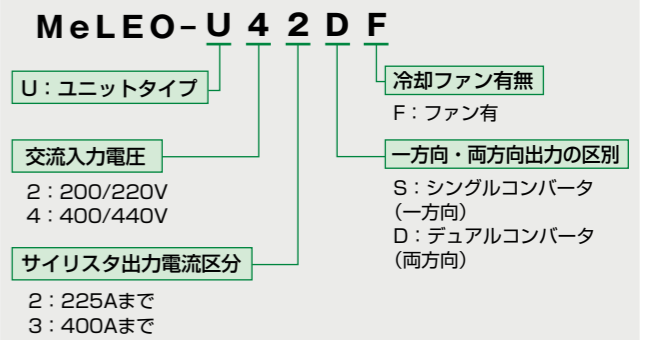 MeLEO-U42DF
U：ユニットタイプ
交流入力電圧
2：200/220V
4：400/440V
サイリスタ出力電流区分
2：225Aまで
3：400Aまで
冷却ファン有無
F：ファン有
一方向・両方向出力の区別
S：シングルコンバータ
（一方向）
D：デュアルコンバータ
（両方向）